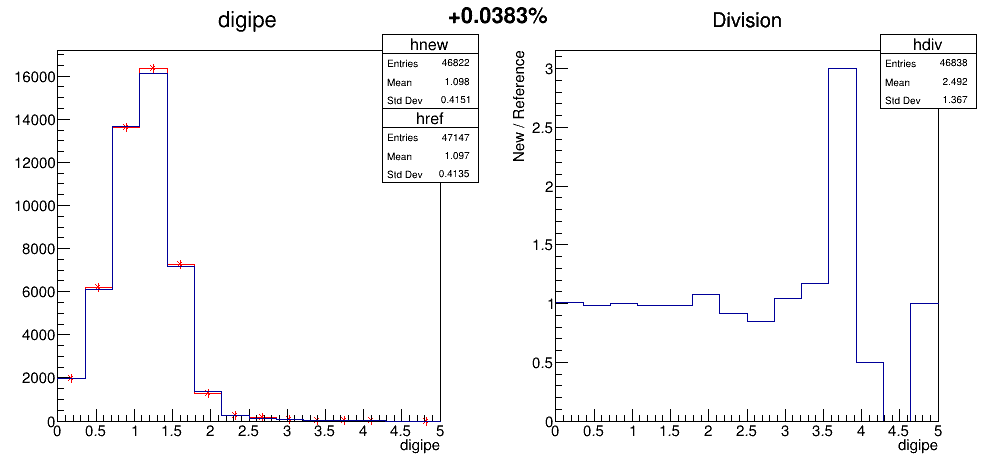 +0.0383%
digipe
hnew
Entries 46822
Mean 1.098
Std Dev 0.4151
href
Entries 47147
Mean 1.097
Std Dev 0.4135
16000
14000
12000
10000
8000
6000
4000
2000
0
0 0.5 1 1.5 2 2.5 3 3.5 4 4.5 5
digipe
Division
hdiv
Entries 46838
Mean 2.492
Std Dev 1.367
New / Reference
3
2.5
2
1.5
1
0.5
0
0 0.5 1 1.5 2 2.5 3 3.5 4 4.5 5
digipe